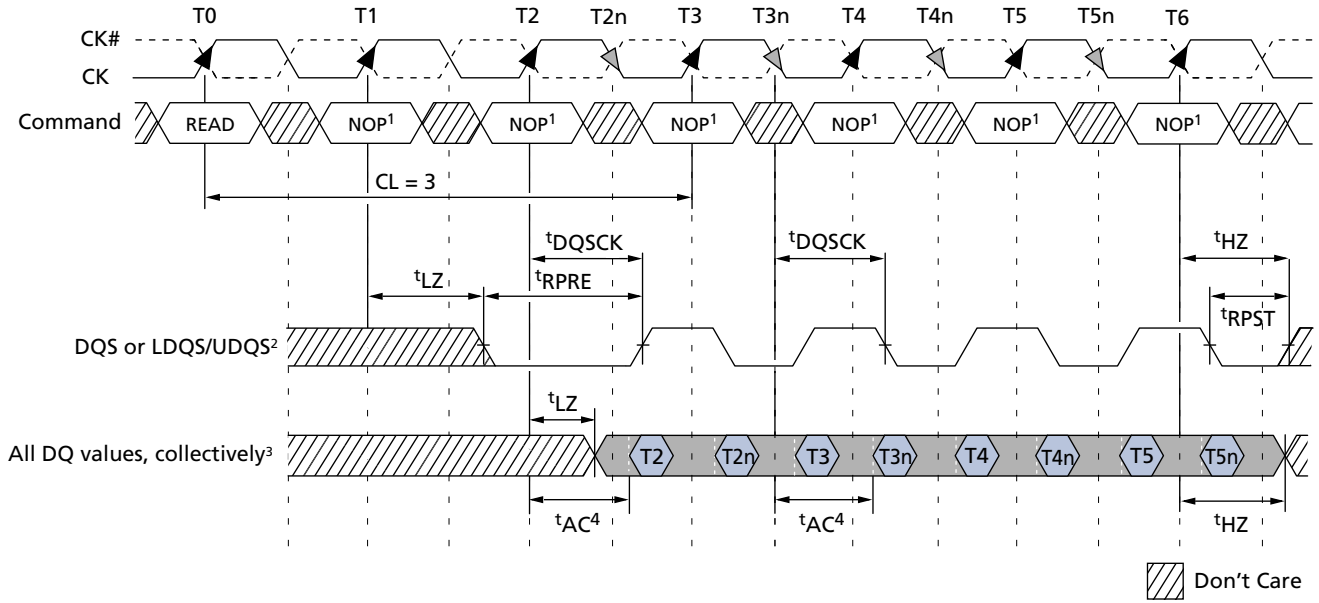 T0 T1 T2 T2n T3 T3n T4 T4n T5 T5n T6
CK#
CK
Command READ NOP¹ NOP¹ NOP¹ NOP¹ NOP¹ NOP¹
CL = 3
ᵗDQSCK ᵗDQSCK ᵗHZ
ᵗLZ ᵗRPRE
ᵗRPST
DQS or LDQS/UDQS²
ᵗLZ
All DQ values, collectively³ T2 T2n T3 T3n T4 T4n T5 T5n
ᵗAC⁴ ᵗAC⁴ ᵗHZ
Don't Care